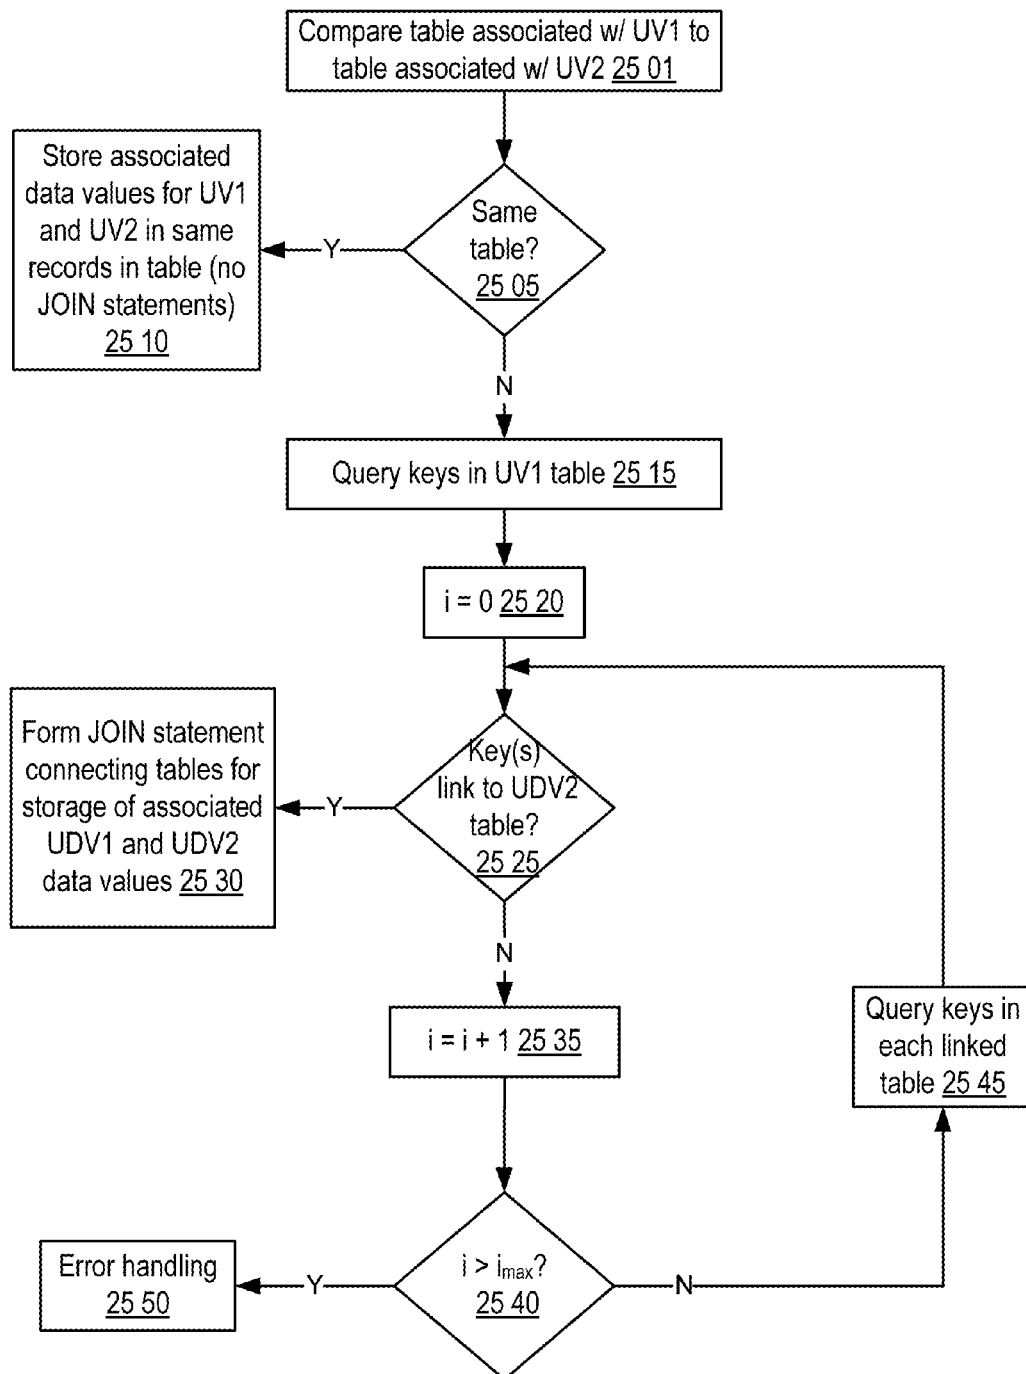 Compare table associated w/ UV1 to
table associated w/ UV2 25 01
Same
table?
25 05
Y
Store associated
data values for UV1
and UV2 in same
records in table (no
JOIN statements)
25 10
N
Query keys in UV1 table 25 15
i = 0 25 20
Key(s)
link to UDV2
table?
25 25
Y
Form JOIN statement
connecting tables for
storage of associated
UDV1 and UDV2
data values 25 30
N
i = i + 1 25 35
Query keys in
each linked
table 25 45
i > imax?
25 40
Y
N
Error handling
25 50